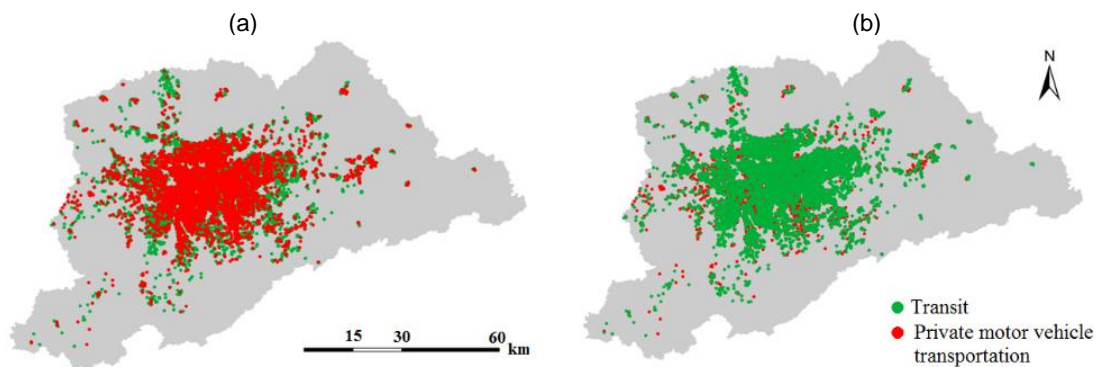 (a)
(b)
N
15 30 60
km
Transit
Private motor vehicle
transportation